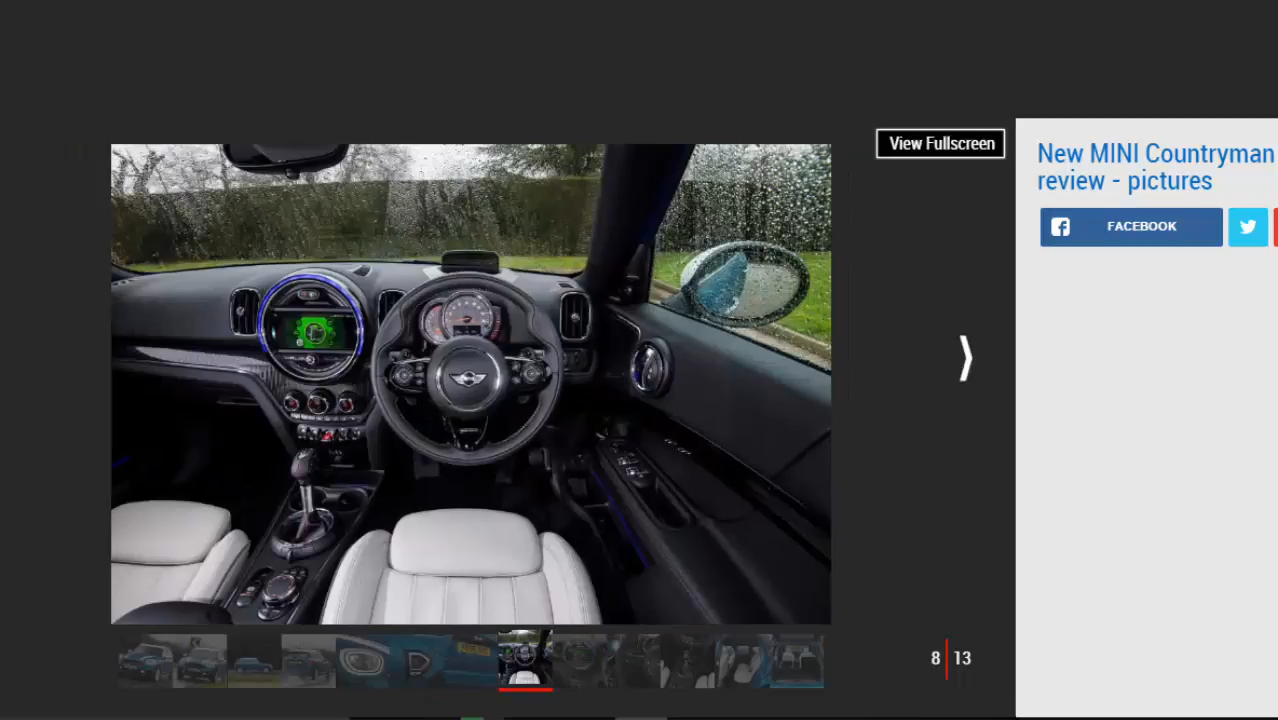 View Fullscreen
New MINI Countryman
review - pictures
FACEBOOK
8 13